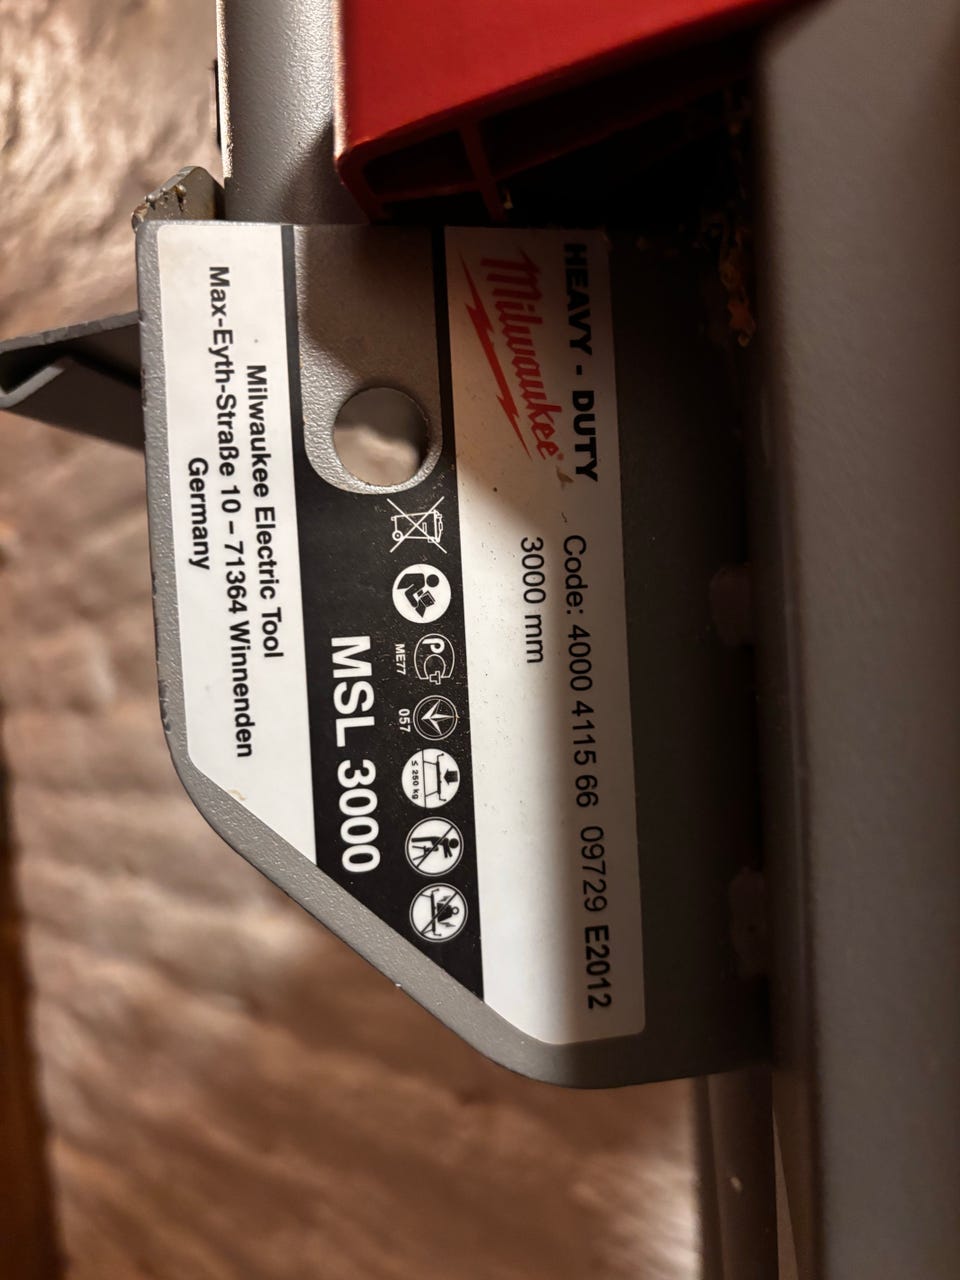 HEAVY - DUTY
Milwaukee®
Code: 4000 4115 66 09729 E2012
3000 mm
ME77
057
≤ 250 kg
MSL 3000
Milwaukee Electric Tool
Max-Eyth-Straße 10 – 71364 Winnenden
Germany